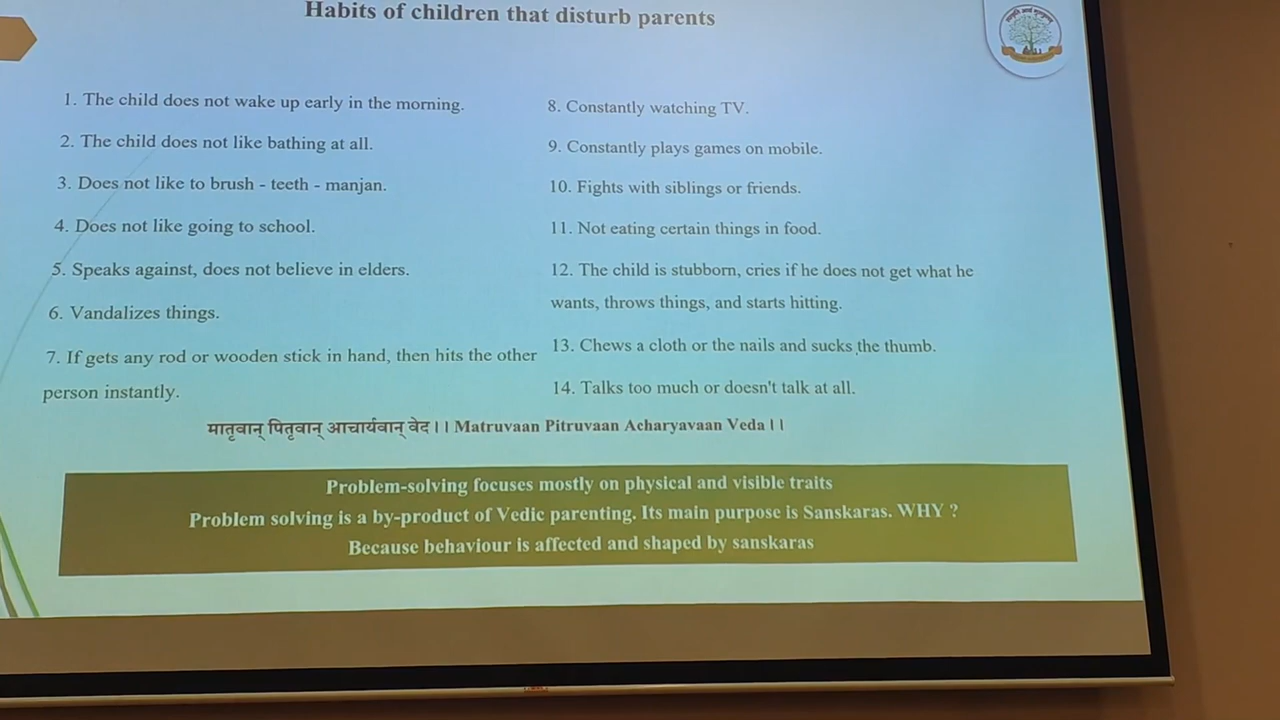 Habits of children that disturb parents
1. The child does not wake up early in the morning.
2. The child does not like bathing at all.
3. Does not like to brush - teeth - manjan.
4. Does not like going to school.
5. Speaks against, does not believe in elders.
6. Vandalizes things.
7. If gets any rod or wooden stick in hand, then hits the other
person instantly.
8. Constantly watching TV.
9. Constantly plays games on mobile.
10. Fights with siblings or friends.
11. Not eating certain things in food.
12. The child is stubborn, cries if he does not get what he
wants, throws things, and starts hitting.
13. Chews a cloth or the nails and sucks the thumb.
14. Talks too much or doesn't talk at all.
मातृवान् पितृवान् आचार्यवान् वेद।। Matruvaan Pitruvaan Acharyavaan Veda।।
Problem-solving focuses mostly on physical and visible traits
Problem solving is a by-product of Vedic parenting. Its main purpose is Sanskaras. WHY ?
Because behaviour is affected and shaped by sanskaras